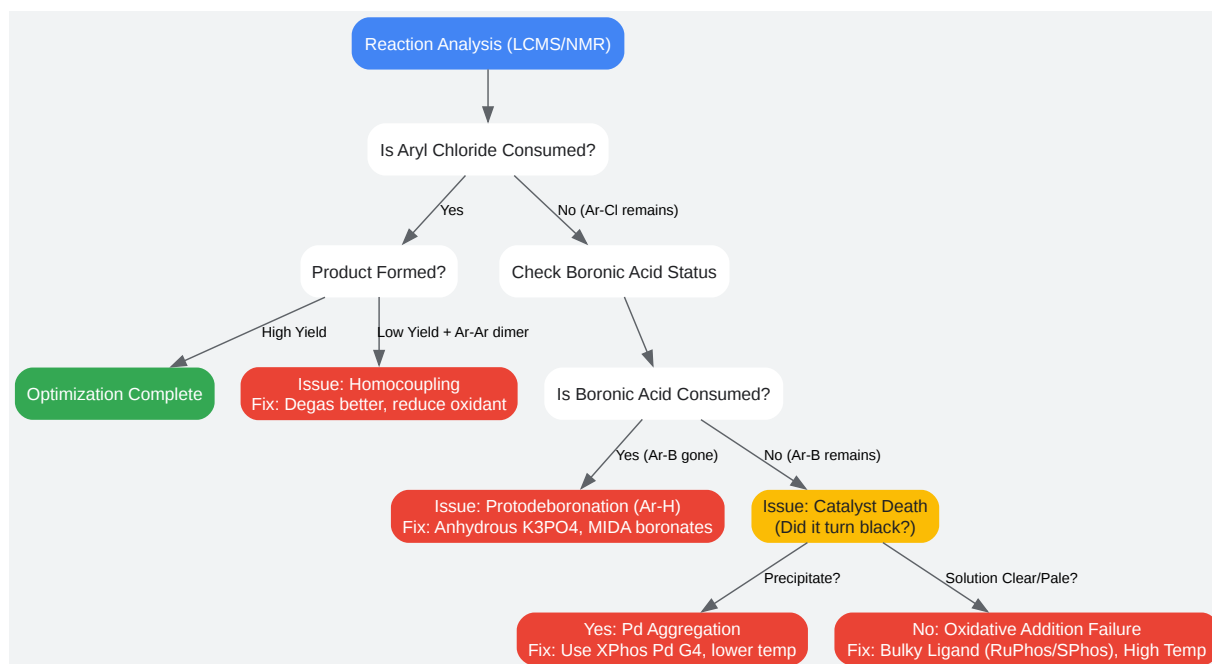 Reaction Analysis (LCMS/NMR)
Is Aryl Chloride Consumed?
Yes
No (Ar-Cl remains)
Product Formed?
Check Boronic Acid Status
High Yield
Low Yield + Ar-Ar dimer
Optimization Complete
Issue: Homocoupling
Fix: Degas better, reduce oxidant
Is Boronic Acid Consumed?
Yes (Ar-B gone)
No (Ar-B remains)
Issue: Protodeboronation (Ar-H)
Fix: Anhydrous K3PO4, MIDA boronates
Issue: Catalyst Death
(Did it turn black?)
Precipitate?
Solution Clear/Pale?
Yes: Pd Aggregation
Fix: Use XPhos Pd G4, lower temp
No: Oxidative Addition Failure
Fix: Bulky Ligand (RuPhos/SPhos), High Temp